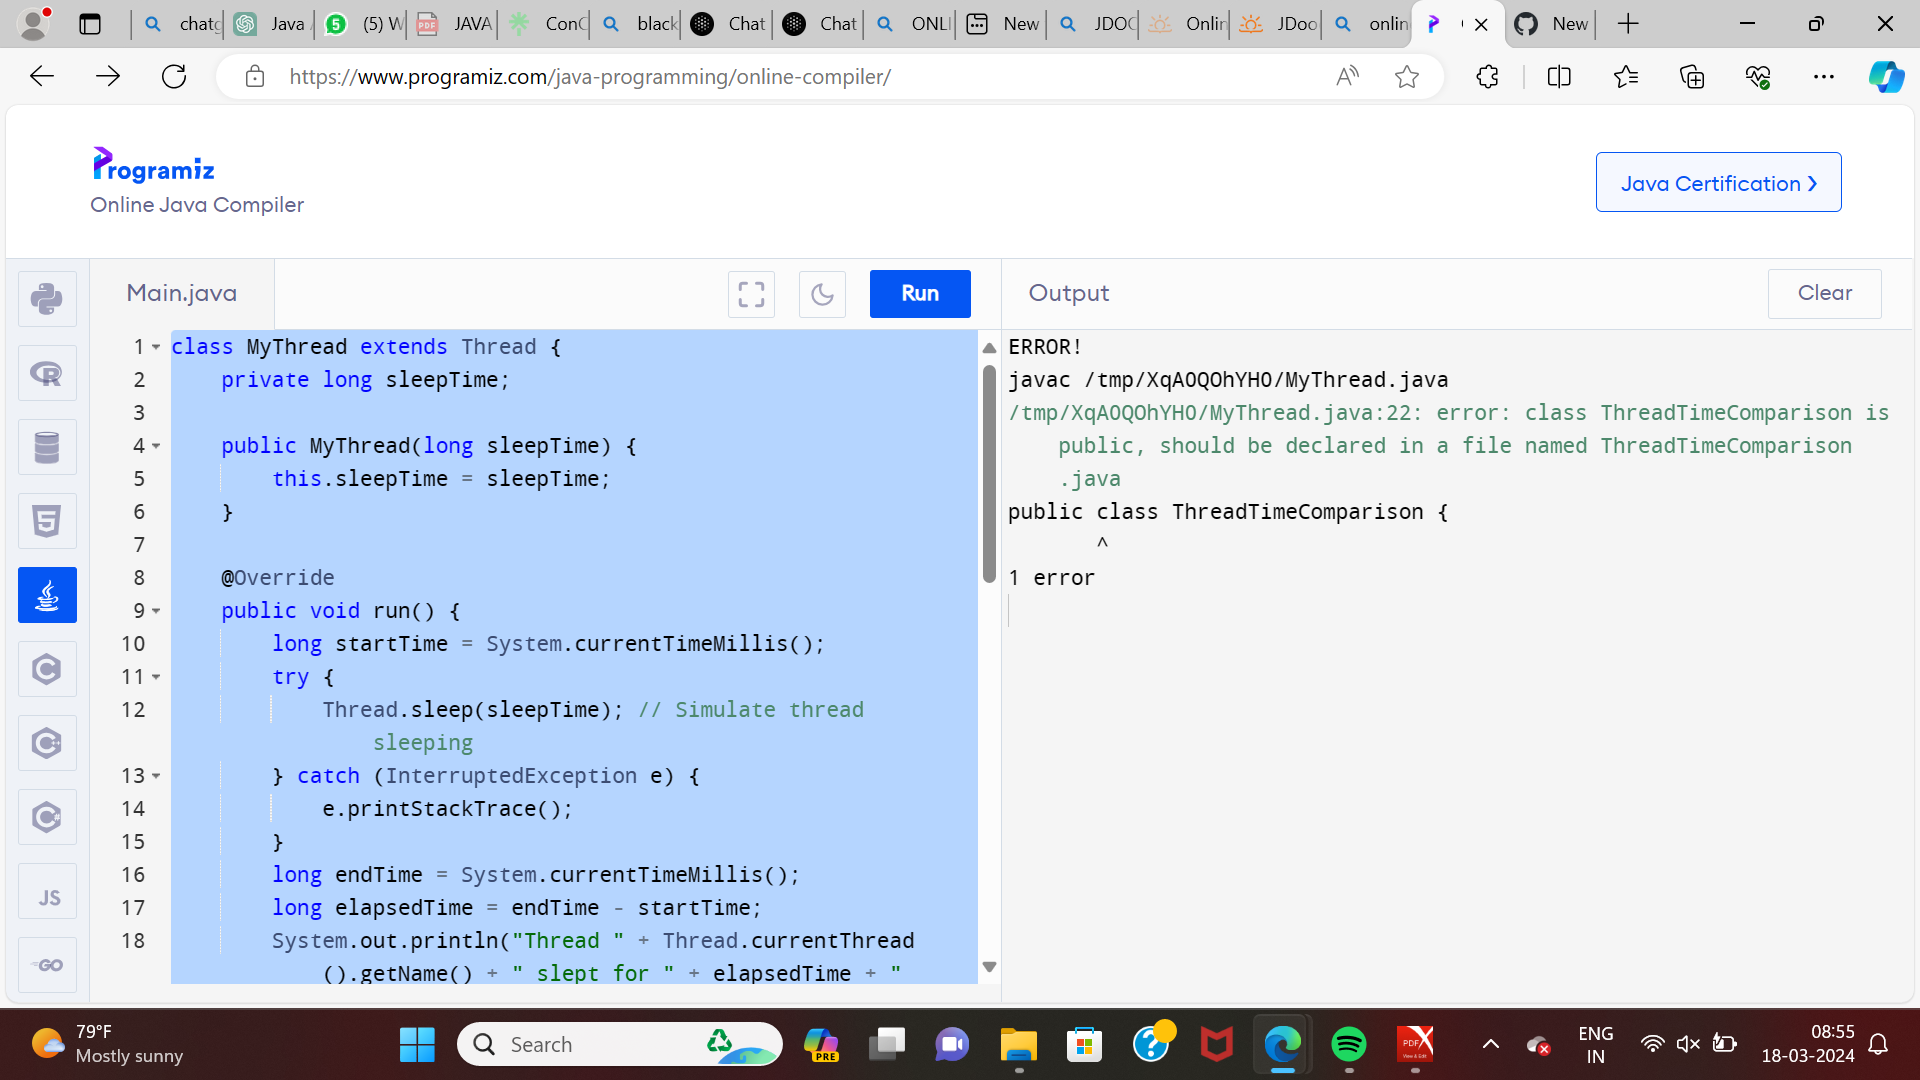 chatg
Java A
(5) W
JAVA
ConC
black
Chat
Chat
ONLI
New
JDOC
Onlin
JDoo
onlin
New
https://www.programiz.com/java-programming/online-compiler/
Programiz
Online Java Compiler
Java Certification ❯
Main.java
Run
Output
Clear
1 class MyThread extends Thread {
2 private long sleepTime;
3
4 public MyThread(long sleepTime) {
5 this.sleepTime = sleepTime;
6 }
7
8 @Override
9 public void run() {
10 long startTime = System.currentTimeMillis();
11 try {
12 Thread.sleep(sleepTime); // Simulate thread
sleeping
13 } catch (InterruptedException e) {
14 e.printStackTrace();
15 }
16 long endTime = System.currentTimeMillis();
17 long elapsedTime = endTime - startTime;
18 System.out.println("Thread " + Thread.currentThread
().getName() + " slept for " + elapsedTime + "
ERROR!
javac /tmp/XqAOQOhYHO/MyThread.java
/tmp/XqAOQOhYHO/MyThread.java:22: error: class ThreadTimeComparison is
public, should be declared in a file named ThreadTimeComparison
.java
public class ThreadTimeComparison {
^
1 error
JS
GO
79°F
Mostly sunny
Search
PRE
ENG
IN
08:55
18-03-2024